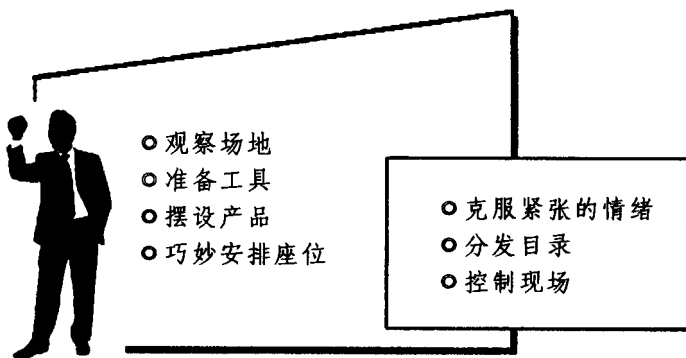 观察场地
准备工具
摆设产品
巧妙安排座位
克服紧张的情绪
分发目录
控制现场